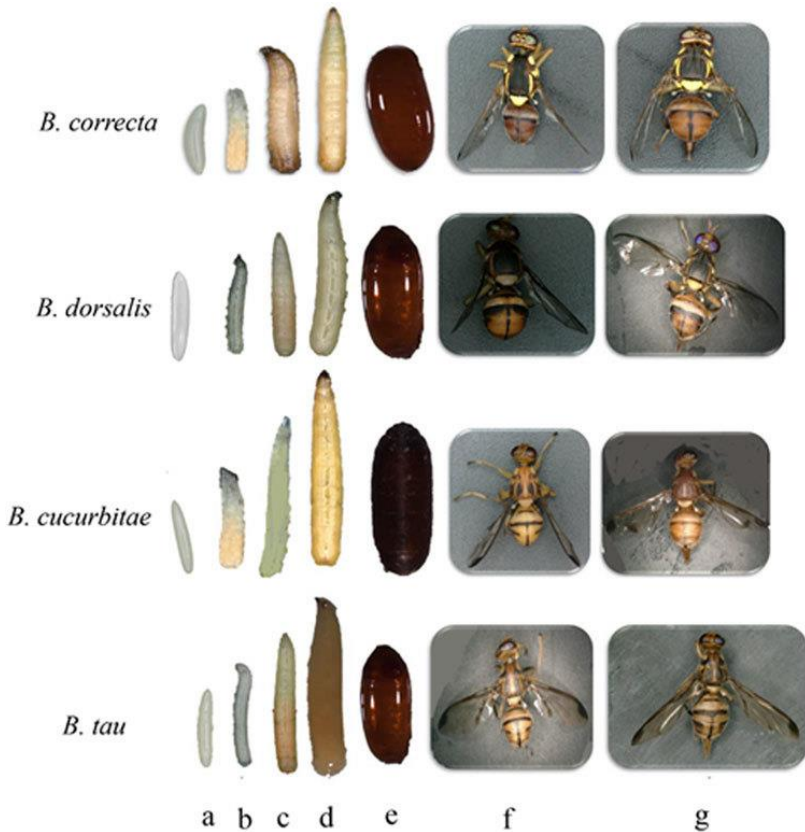 B. correcta
B. dorsalis
B. cucurbitae
B. tau
a b c d e f g